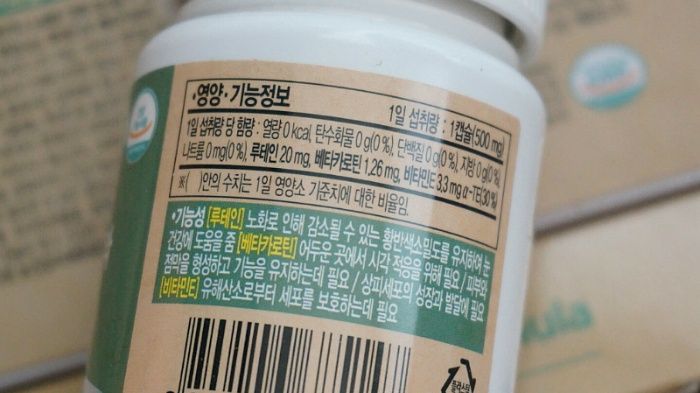 •영양·기능정보
1일 섭취량 : 1캡슐(500 mg)
1일 섭취량 당 함량 : 열량 0 kcal, 탄수화물 0 g(0 %), 단백질 0 g(0 %), 지방 0 g(0 %),
나트륨 0 mg(0 %), 루테인 20 mg, 베타카로틴 1.26 mg, 비타민E 3.3 mg α-TE(30 %)
※( )안의 수치는 1일 영양소 기준치에 대한 비율임.
•기능성 [루테인] 노화로 인해 감소될 수 있는 황반색소밀도를 유지하여 눈
건강에 도움을 줌 [베타카로틴] 어두운 곳에서 시각 적응을 위해 필요 / 피부와
점막을 형성하고 기능을 유지하는데 필요 / 상피세포의 성장과 발달에 필요
[비타민E] 유해산소로부터 세포를 보호하는데 필요
플라스틱
ula